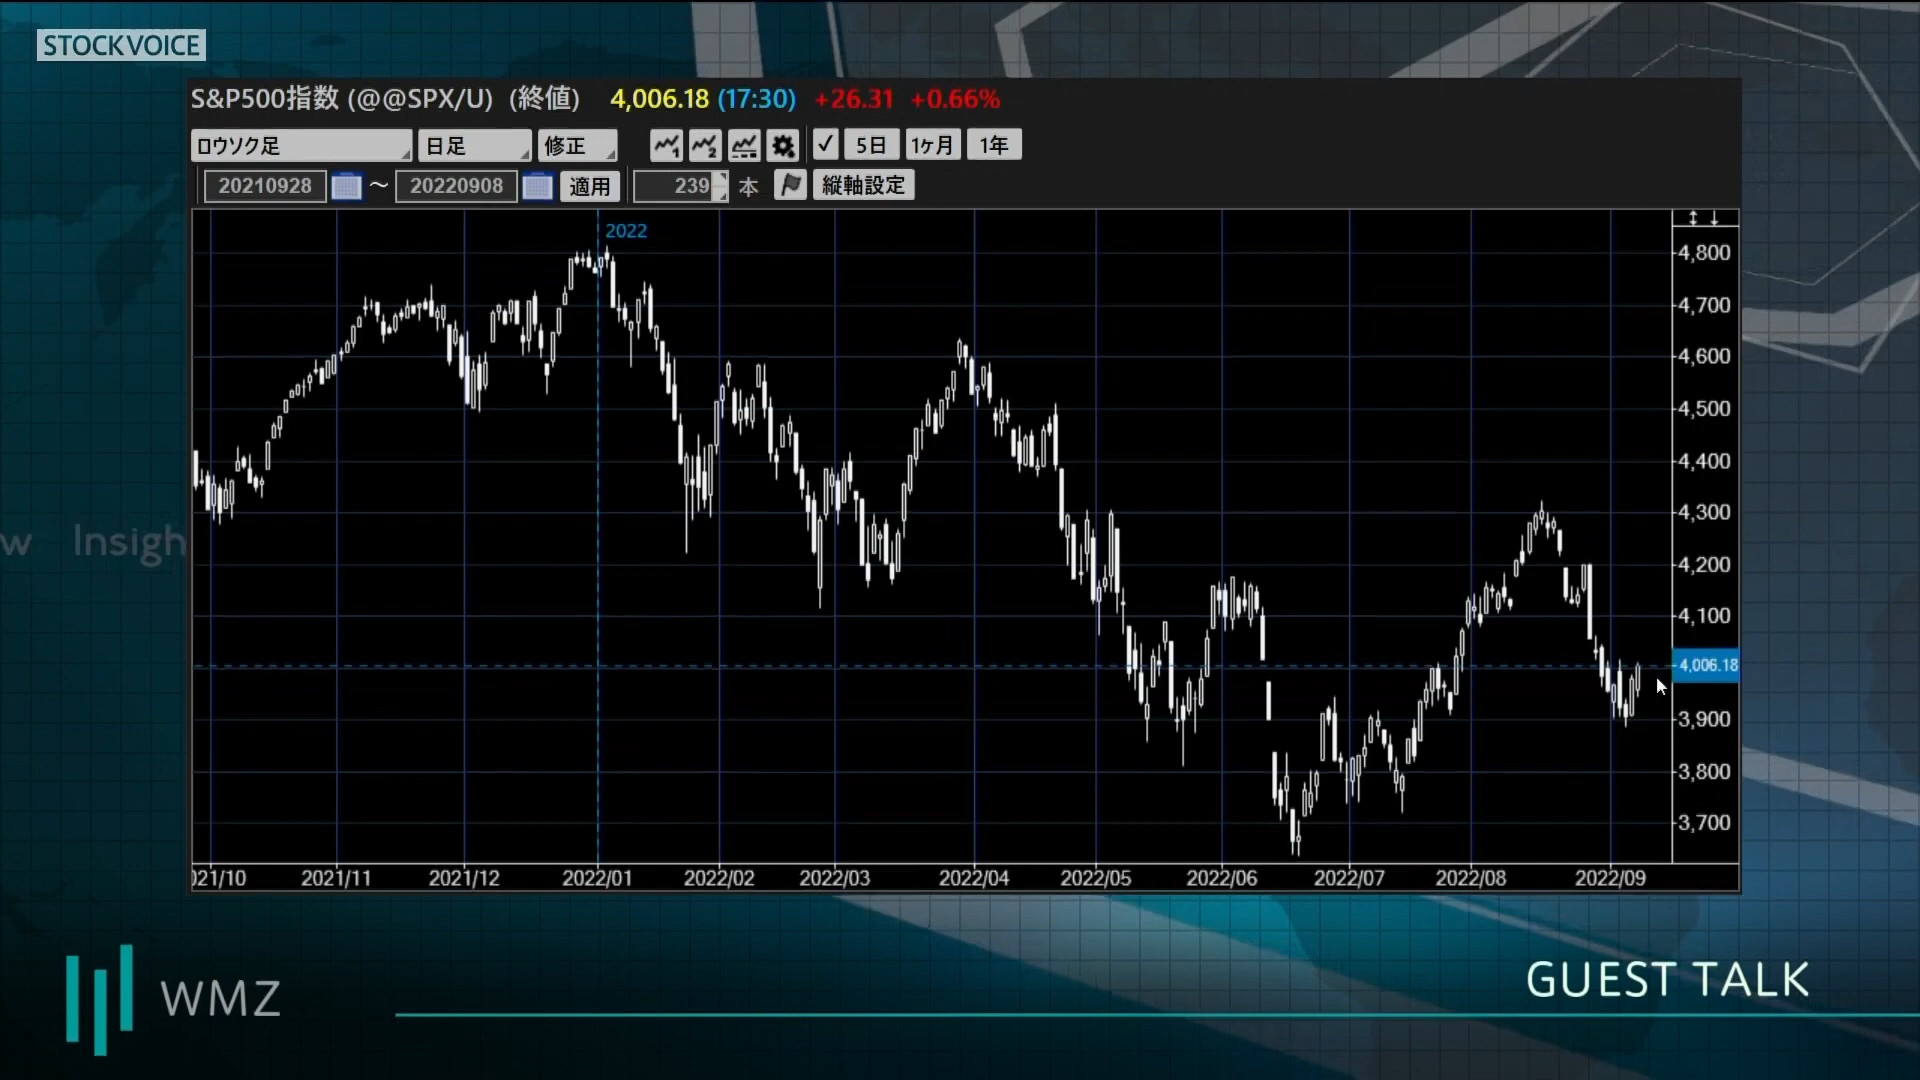 STOCKVOICE
S&P500指数 (@@SPX/U) (終値) 4,006.18 (17:30) +26.31 +0.66%
ロウソク足 日足 修正 1 2 ✓ 5日 1ヶ月 1年
20210928 ～ 20220908 適用 239 本 縦軸設定
2022
4,800
4,700
4,600
4,500
4,400
4,300
4,200
4,100
4,006.18
3,900
3,800
3,700
w Insigh
021/10 2021/11 2021/12 2022/01 2022/02 2022/03 2022/04 2022/05 2022/06 2022/07 2022/08 2022/09
GUEST TALK
WMZ